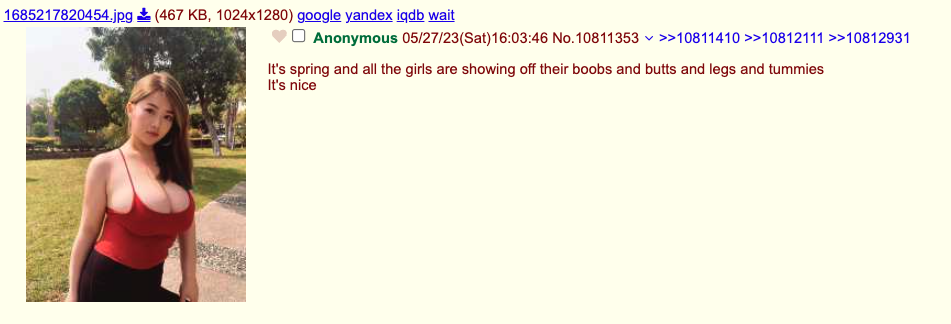 1685217820454.jpg (467 KB, 1024x1280) google yandex iqdb wait
Anonymous 05/27/23(Sat)16:03:46 No.10811353 >>10811410 >>10812111 >>10812931
It's spring and all the girls are showing off their boobs and butts and legs and tummies
It's nice